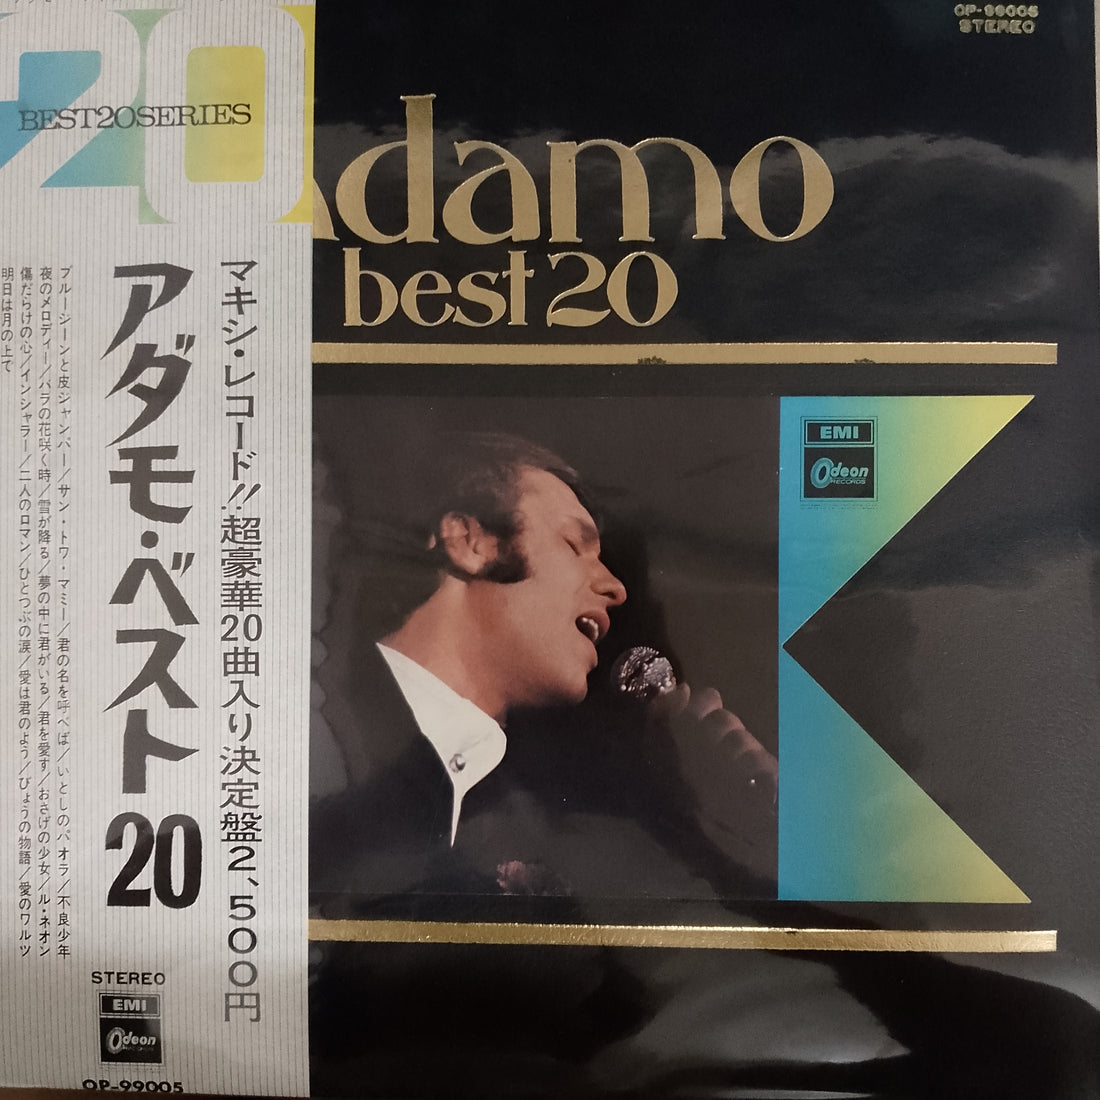 20
BEST20SERIES
OP-99005
STEREO
Adamo
best 20
マキシ・レコード!!超豪華20曲入り決定盤2、500円
アダモ・ベスト20
ブルージーンと皮ジャンパー/サン・トワ・マミー/君の名を呼べば/いとしのパオラ/不良少年
夜のメロディー/バラの花咲く時/雪が降る/夢の中に君がいる/君を愛す/おさげの少女/ル・ネオン
傷だらけの心/インシャラー/二人のロマン/ひとつぶの涙/愛は君のよう/びょうの物語/愛のワルツ
明日は月の上で
STEREO
EMI
Odeon
OP-99005
EMI
Odeon
RECORDS